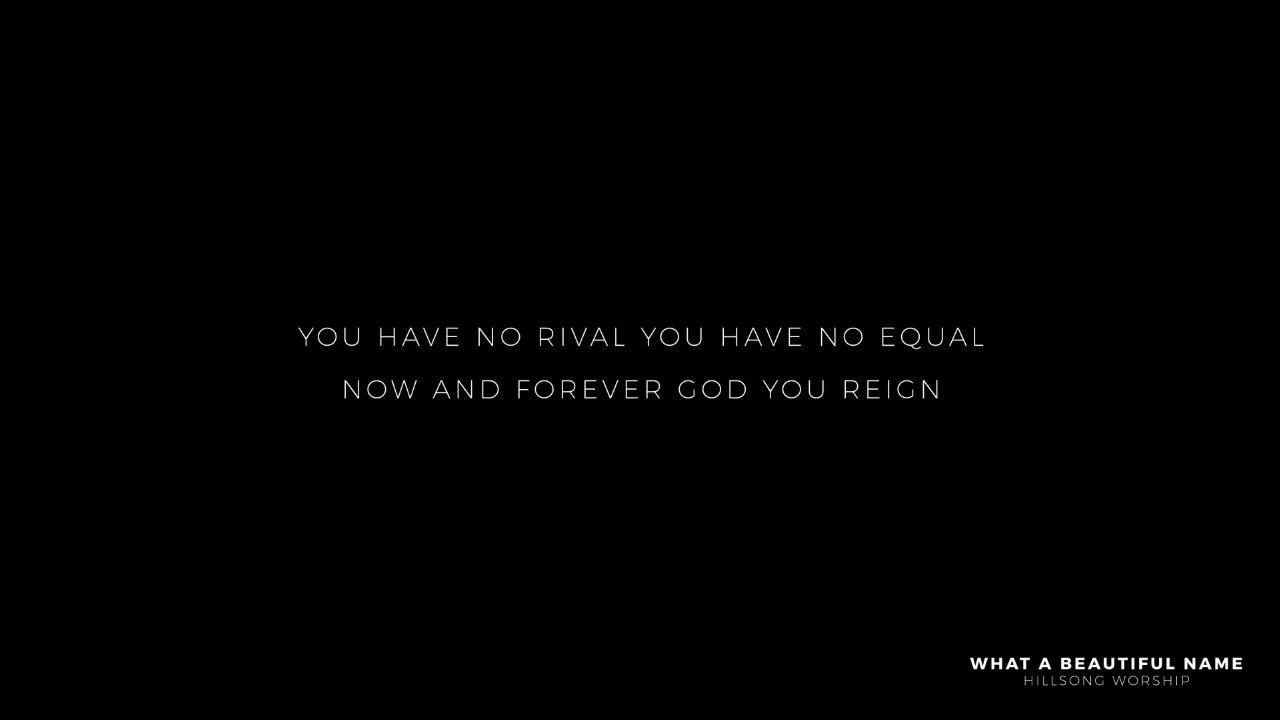 YOU HAVE NO RIVAL YOU HAVE NO EQUAL
NOW AND FOREVER GOD YOU REIGN
WHAT A BEAUTIFUL NAME
HILLSONG WORSHIP